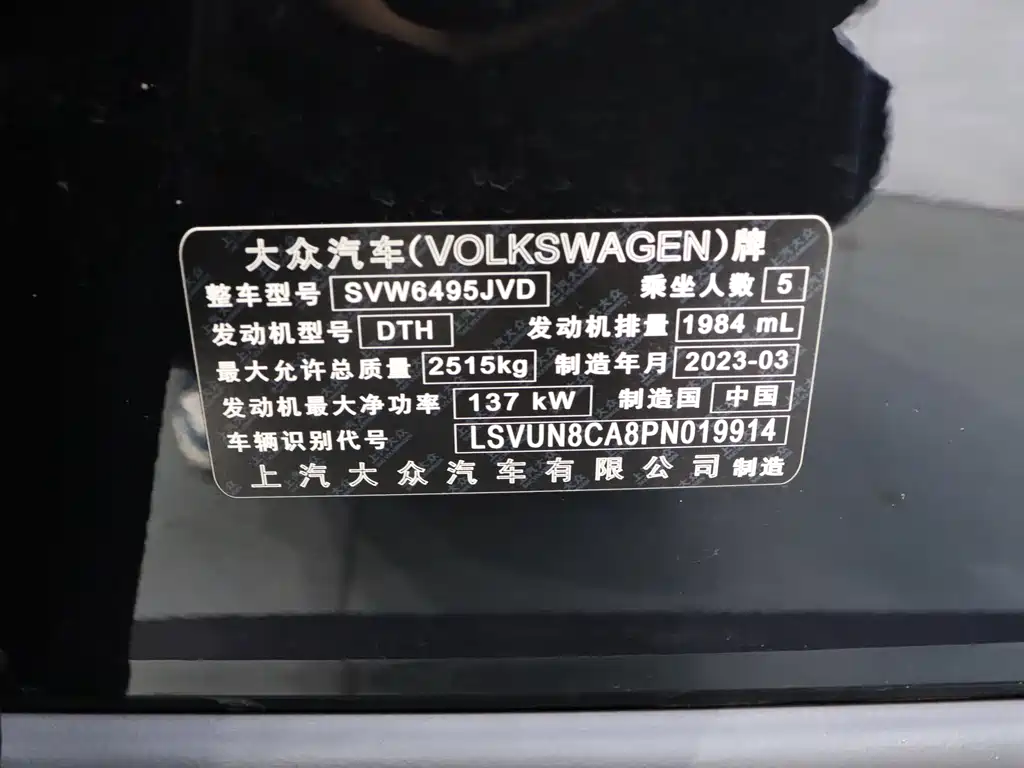 大众汽车(VOLKSWAGEN)牌
整车型号 SVW6495JVD 乘坐人数 5
发动机型号 DTH 发动机排量 1984 mL
最大允许总质量 2515kg 制造年月 2023-03
发动机最大净功率 137 kW 制造国 中国
车辆识别代号 LSVUN8CA8PN019914
上汽大众汽车有限公司 制造